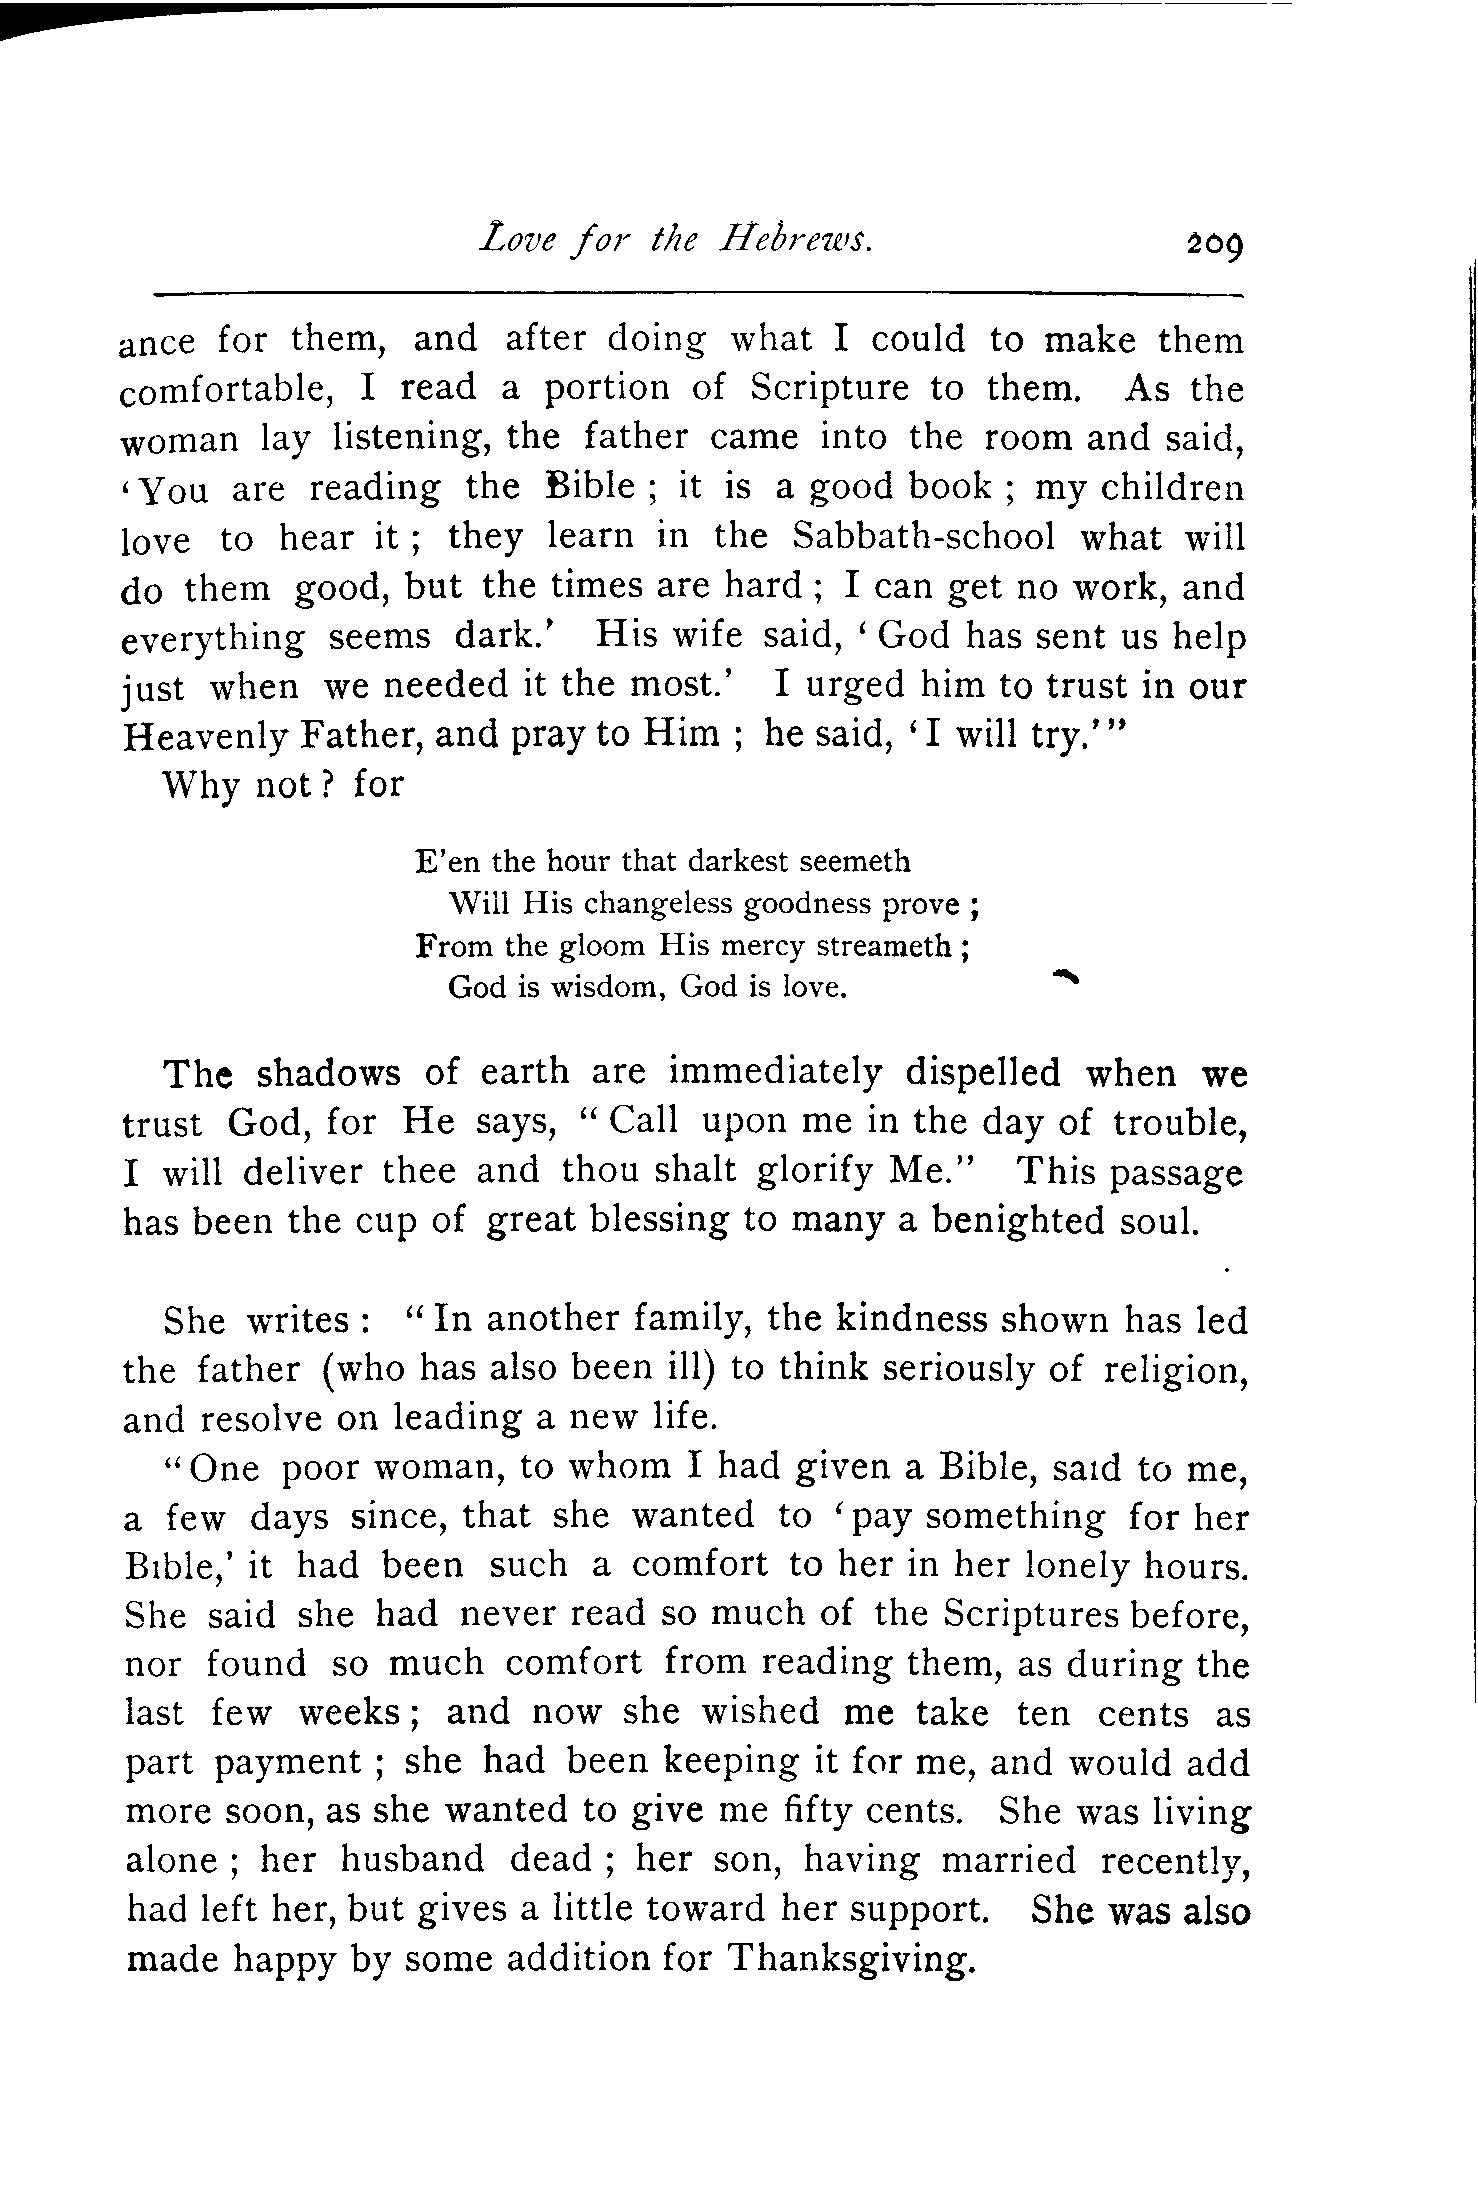 Love for the Hebrews. 209
ance for them, and after doing what I could to make them
comfortable, I read a portion of Scripture to them. As the
woman lay listening, the father came into the room and said,
‘You are reading the Bible ; it is a good book ; my children
love to hear it ; they learn in the Sabbath-school what will
do them good, but the times are hard ; I can get no work, and
everything seems dark.’ His wife said, ‘ God has sent us help
just when we needed it the most.’ I urged him to trust in our
Heavenly Father, and pray to Him ; he said, ‘I will try.’”
Why not ? for
E’en the hour that darkest seemeth
Will His changeless goodness prove ;
From the gloom His mercy streameth ;
God is wisdom, God is love.
The shadows of earth are immediately dispelled when we
trust God, for He says, “ Call upon me in the day of trouble,
I will deliver thee and thou shalt glorify Me.” This passage
has been the cup of great blessing to many a benighted soul.
She writes : “ In another family, the kindness shown has led
the father (who has also been ill) to think seriously of religion,
and resolve on leading a new life.
“One poor woman, to whom I had given a Bible, said to me,
a few days since, that she wanted to ‘pay something for her
Bible,’ it had been such a comfort to her in her lonely hours.
She said she had never read so much of the Scriptures before,
nor found so much comfort from reading them, as during the
last few weeks ; and now she wished me take ten cents as
part payment ; she had been keeping it for me, and would add
more soon, as she wanted to give me fifty cents. She was living
alone ; her husband dead ; her son, having married recently,
had left her, but gives a little toward her support. She was also
made happy by some addition for Thanksgiving.